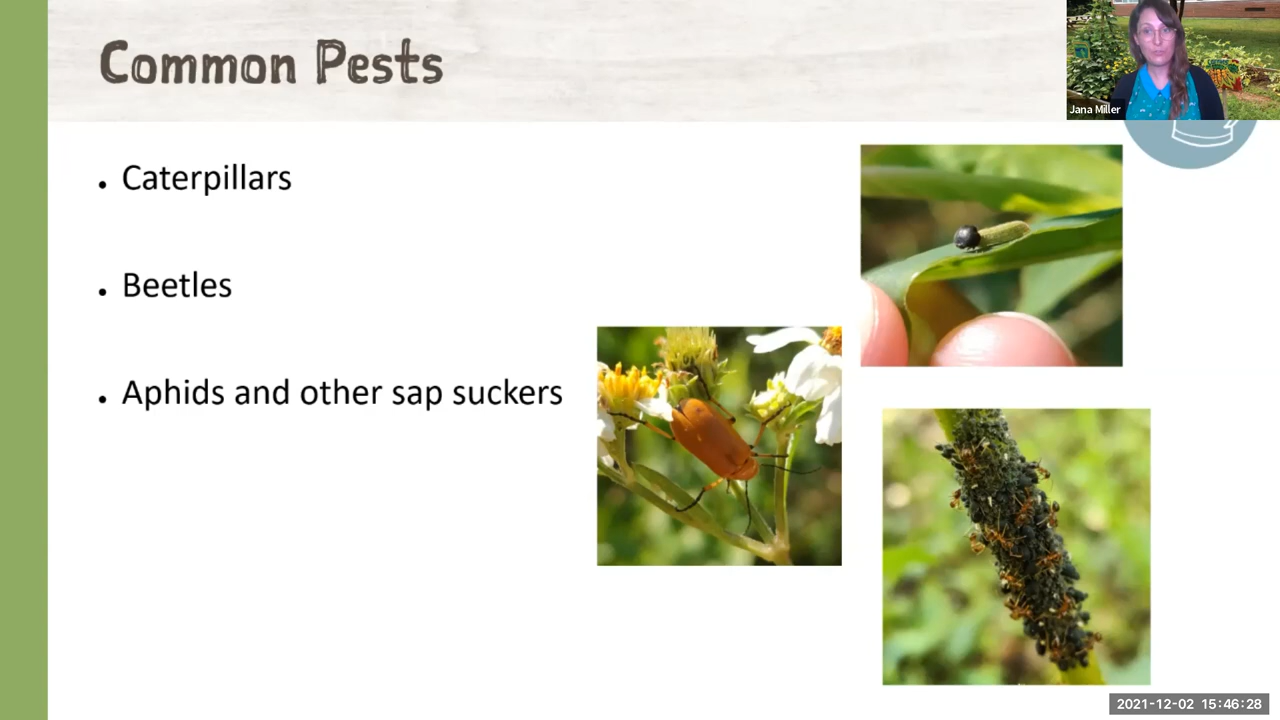 Common Pests
Jana Miller
• Caterpillars
• Beetles
• Aphids and other sap suckers
2021-12-02 15:46:28